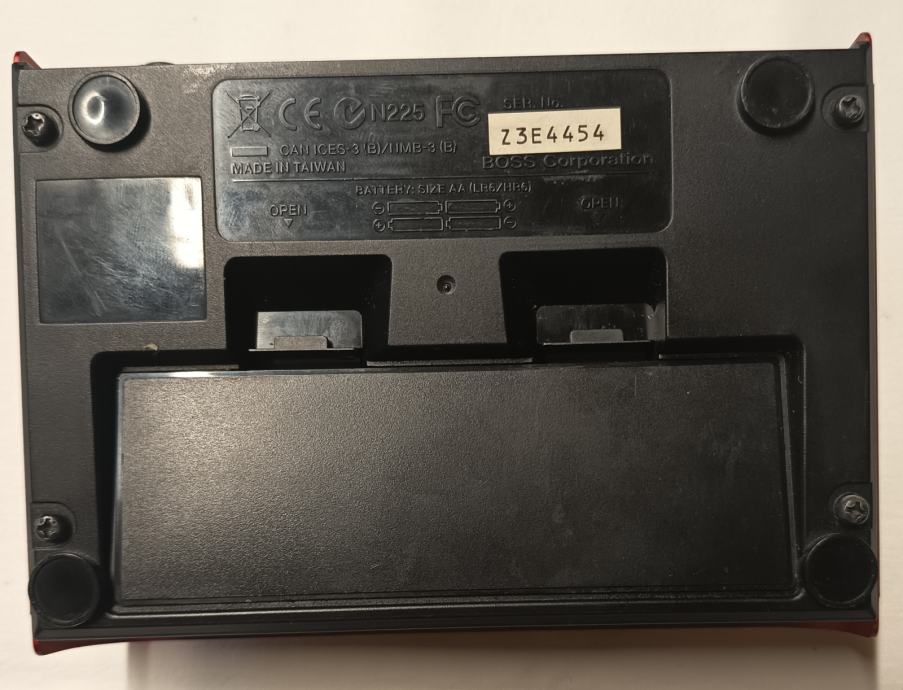 CE N225 FC SER. No.
Z3E4454
CAN ICES-3 (B)/NMB-3 (B)
BOSS Corporation
MADE IN TAIWAN
BATTERY: SIZE AA (LR6/HR6)
OPEN
OPEN